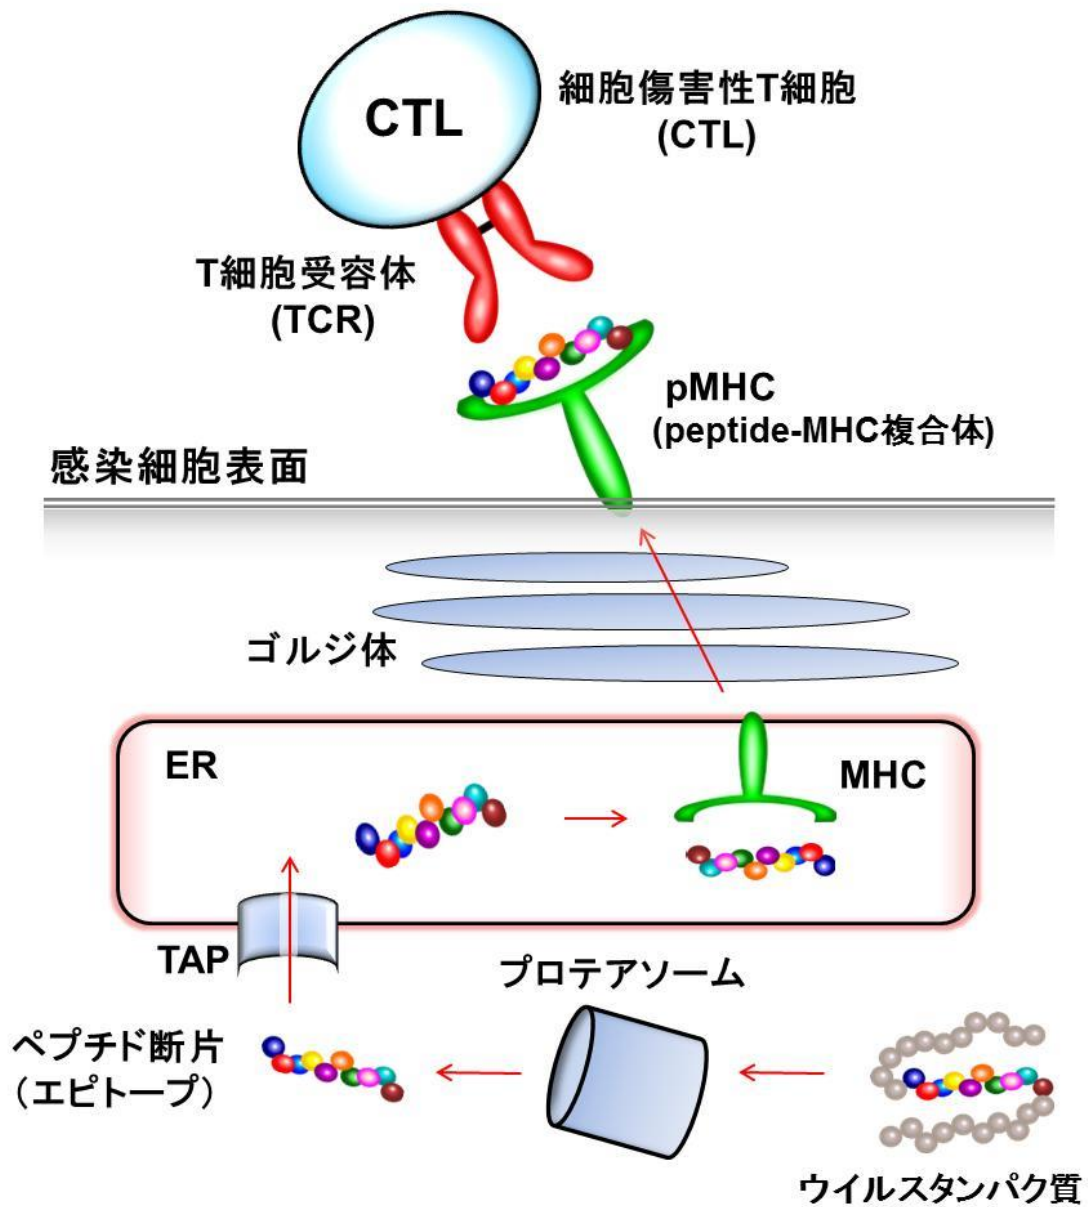 CTL
細胞傷害性T細胞
(CTL)
T細胞受容体
(TCR)
pMHC
(peptide-MHC複合体)
感染細胞表面
ゴルジ体
ER
MHC
TAP
プロテアソーム
ペプチド断片
（エピトープ）
ウイルスタンパク質